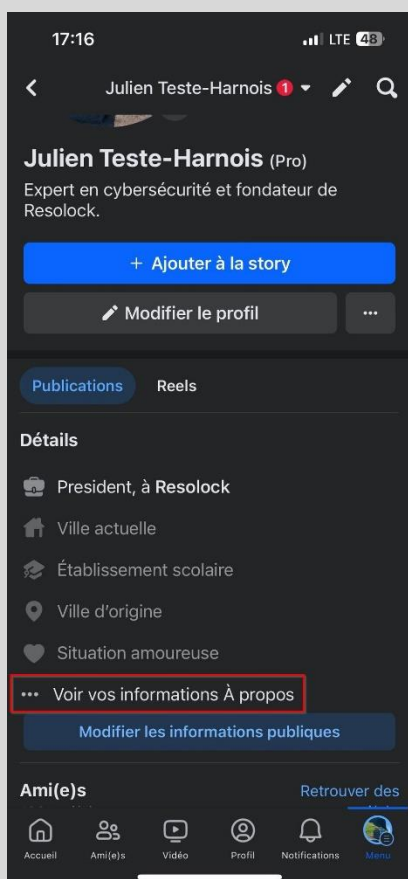 17:16
LTE 48
Julien Teste-Harnois 1
Julien Teste-Harnois (Pro)
Expert en cybersécurité et fondateur de
Resolock.
+ Ajouter à la story
Modifier le profil
Publications Reels
Détails
President, à Resolock
Ville actuelle
Établissement scolaire
Ville d'origine
Situation amoureuse
Voir vos informations À propos
Modifier les informations publiques
Ami(e)s Retrouver des
Accueil Ami(e)s Vidéo Profil Notifications Menu